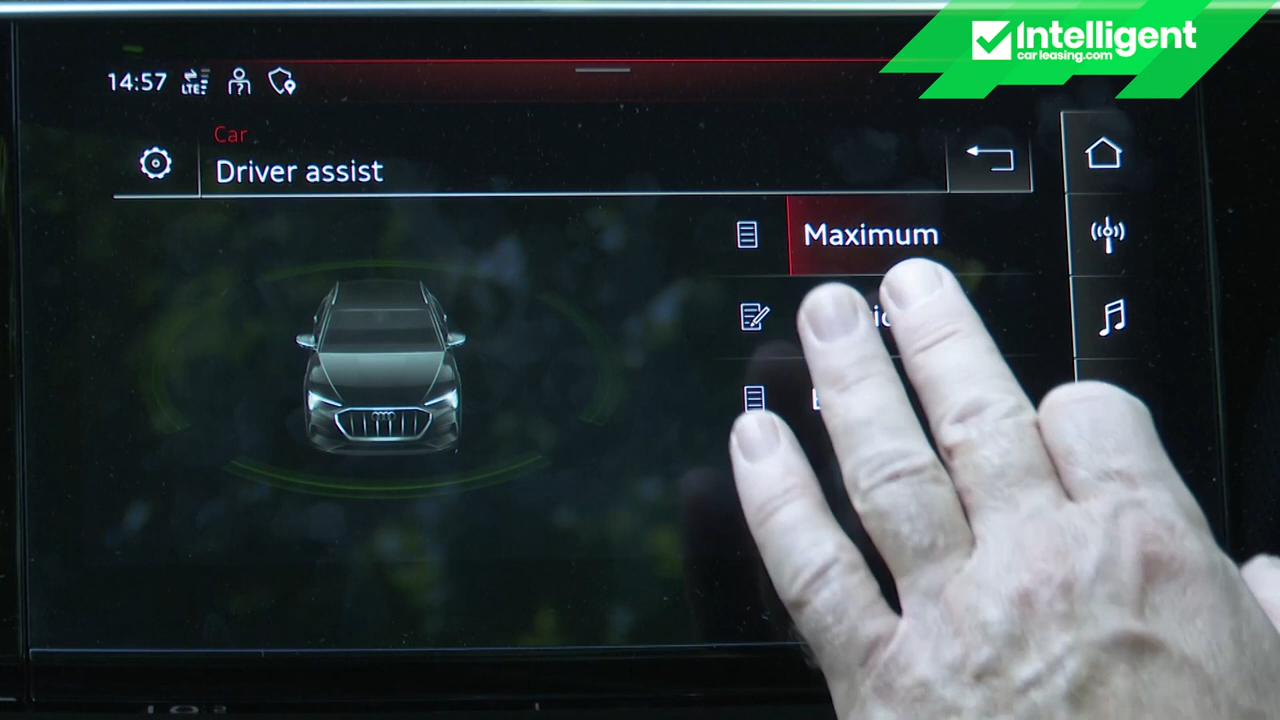 Intelligent
carleasing.com
14:57
LTE
Car
Driver assist
Maximum